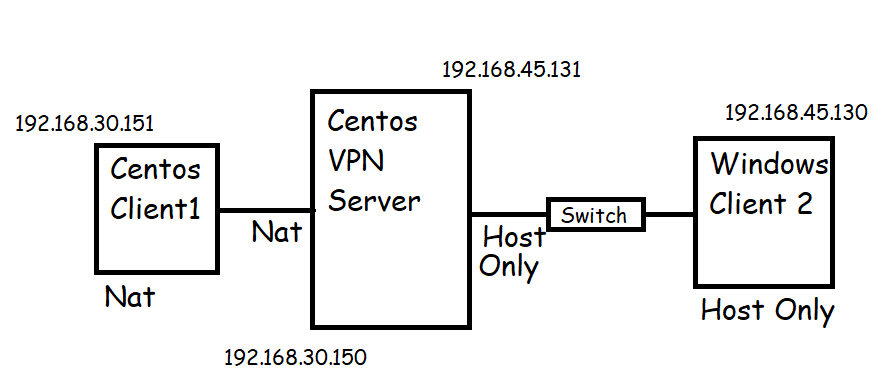 192.168.45.131
192.168.45.130
192.168.30.151
Centos
Client1
Nat
Nat
Centos
VPN
Server
192.168.30.150
Host
Only
Switch
Windows
Client 2
Host Only